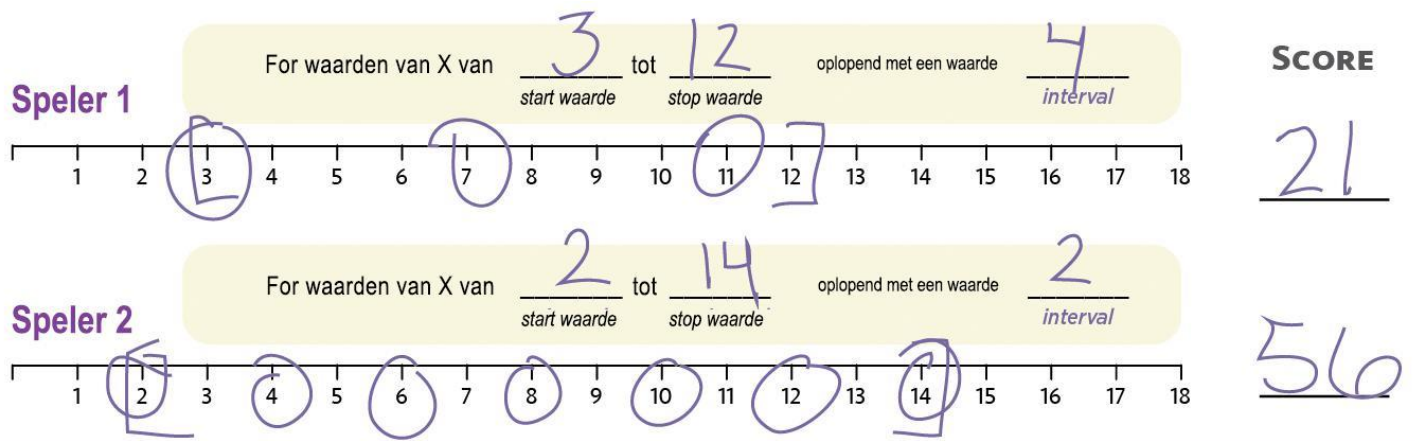 For waarden van X van 3 tot 12 oplopend met een waarde 4
SCORE
start waarde stop waarde interval
Speler 1
21
1 2 3 4 5 6 7 8 9 10 11 12 13 14 15 16 17 18
For waarden van X van 2 tot 14 oplopend met een waarde 2
start waarde stop waarde interval
Speler 2
56
1 2 3 4 5 6 7 8 9 10 11 12 13 14 15 16 17 18